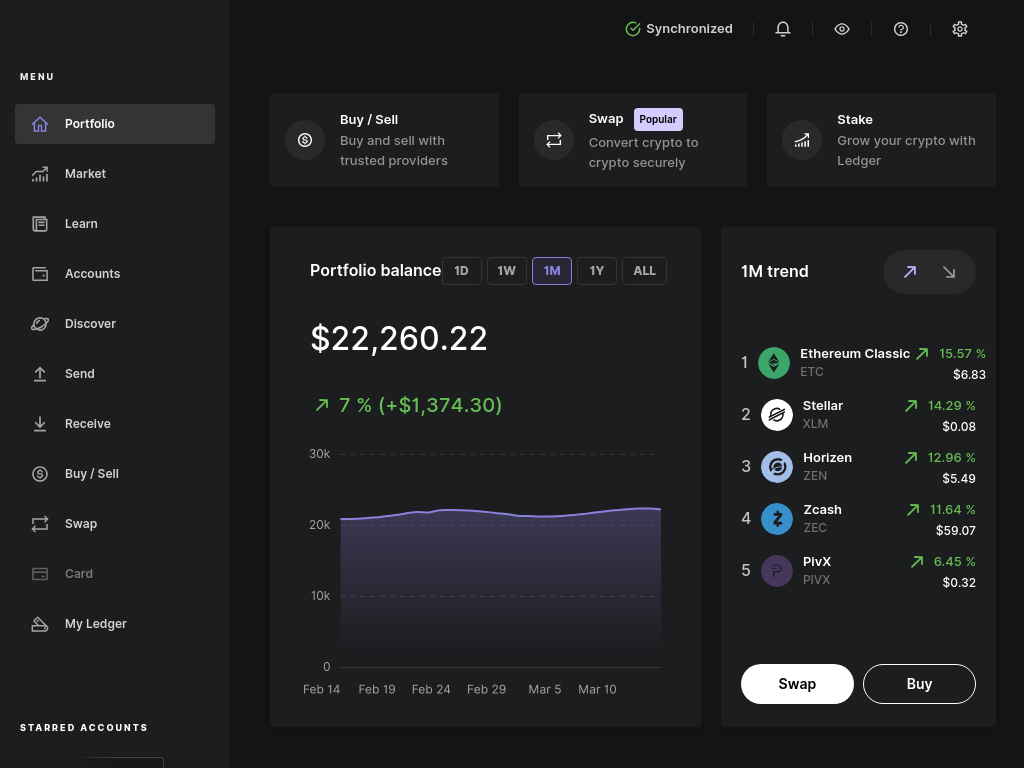 Synchronized
MENU
Portfolio
Market
Learn
Accounts
Discover
Send
Receive
Buy / Sell
Swap
Card
My Ledger
STARRED ACCOUNTS
Buy / Sell
Buy and sell with
trusted providers
Swap Popular
Convert crypto to
crypto securely
Stake
Grow your crypto with
Ledger
Portfolio balance 1D 1W 1M 1Y ALL
$22,260.22
7 % (+$1,374.30)
30k
20k
10k
0
Feb 14 Feb 19 Feb 24 Feb 29 Mar 5 Mar 10
1M trend
1 Ethereum Classic 15.57 %
ETC $6.83
2 Stellar 14.29 %
XLM $0.08
3 Horizen 12.96 %
ZEN $5.49
4 Zcash 11.64 %
ZEC $59.07
5 PivX 6.45 %
PIVX $0.32
Swap Buy